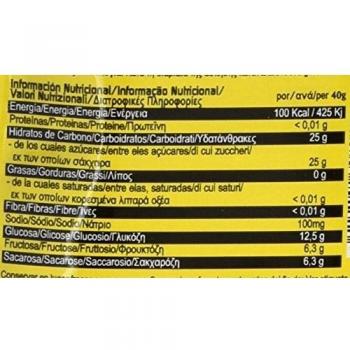 Información Nutricional/Informação Nutricional/
Valori Nutrizionali/Διατροφικές Πληροφορίες por/ανά/per 40g
Energía/Energia/Energia/Ενέργεια 100 Kcal / 425 Kj
Proteínas/Proteínas/Proteine/Πρωτεΐνη < 0,01 g
Hidratos de Carbono/Carboidratos/Carboidrati/Υδατάνθρακες 25 g
- de los cuales azúcares/entre eles açúcares/di cui zuccheri/
εκ των οποίων σάκχαρα 25 g
Grasas/Gorduras/Grassi/Λίπος 0 g
- de la cuales saturadas/entre elas, saturadas/di cui saturi/
εκ των οποίων κορεσμένα λιπαρά οξέα < 0,01 g
Fibra/Fibras/Fibre/Ίνες < 0,01 g
Sodio/Sódio/Sodio/Νάτριο 100mg
Glucosa/Glicose/Glucosio/Γλυκόζη 12,5 g
Fructosa/Fructose/Fruttosio/Φρουκτόζη 6,3 g
Sacarosa/Sacarose/Saccarosio/Σακχαρόζη 6,3 g